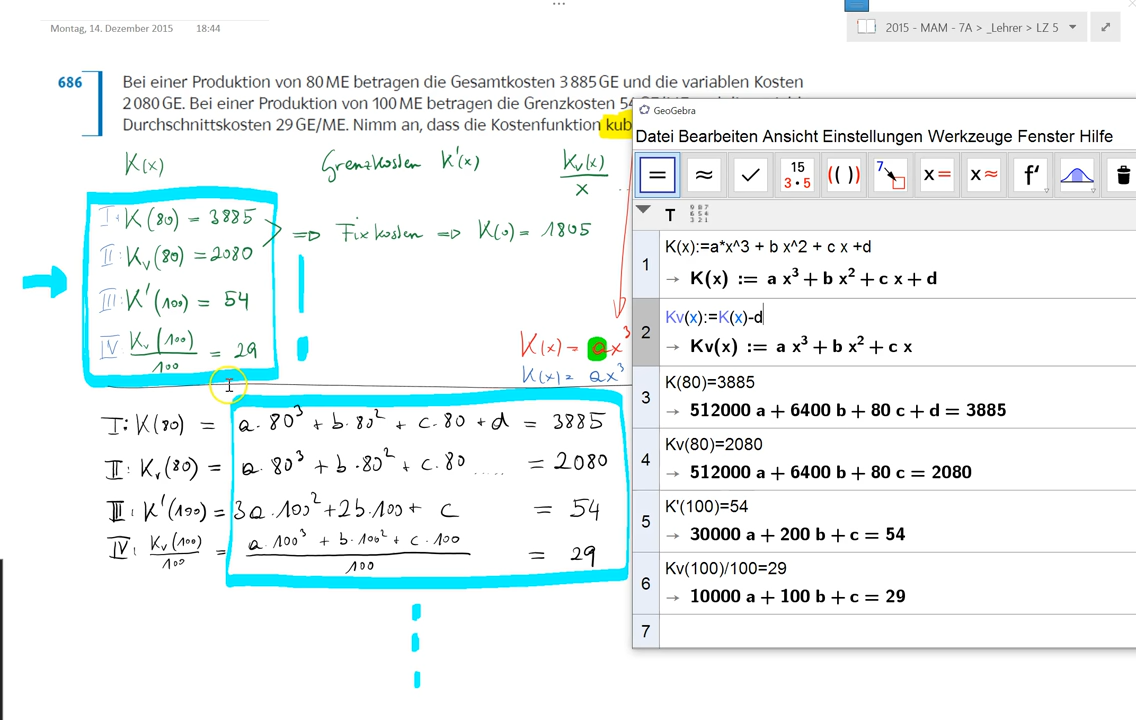 Montag, 14. Dezember 2015 18:44
2015 - MAM - 7A > _Lehrer > LZ 5
686 Bei einer Produktion von 80 ME betragen die Gesamtkosten 3 885 GE und die variablen Kosten
2 080 GE. Bei einer Produktion von 100 ME betragen die Grenzkosten 54
Durchschnittskosten 29 GE/ME. Nimm an, dass die Kostenfunktion kub
K(x) Grenzkosten K'(x) Kv(x)/x ..
I: K(80) = 3885
II: Kv(80) = 2080
⇒ Fixkosten ⇒ K(0) = 1805
III: K'(100) = 54
IV Kv(100)/100 = 29
K(x) = ax³
K(x) = ax³
I: K(80) = a·80³ + b·80² + c·80 + d = 3885
II: Kv(80) = a·80³ + b·80² + c·80 ..... = 2080
III: K'(100) = 3a·100² + 2b·100 + c = 54
IV: Kv(100)/100 = a·100³ + b·100² + c·100 / 100 = 29
GeoGebra
Datei Bearbeiten Ansicht Einstellungen Werkzeuge Fenster Hilfe
= ≈ ✓ 15 3·5 (( )) 7 x = x ≈ f'
T
1 K(x):=a*x^3 + b x^2 + c x +d
→ K(x) := a x³ + b x² + c x + d
2 Kv(x):=K(x)-d
→ Kv(x) := a x³ + b x² + c x
3 K(80)=3885
→ 512000 a + 6400 b + 80 c + d = 3885
4 Kv(80)=2080
→ 512000 a + 6400 b + 80 c = 2080
5 K'(100)=54
→ 30000 a + 200 b + c = 54
6 Kv(100)/100=29
→ 10000 a + 100 b + c = 29
7